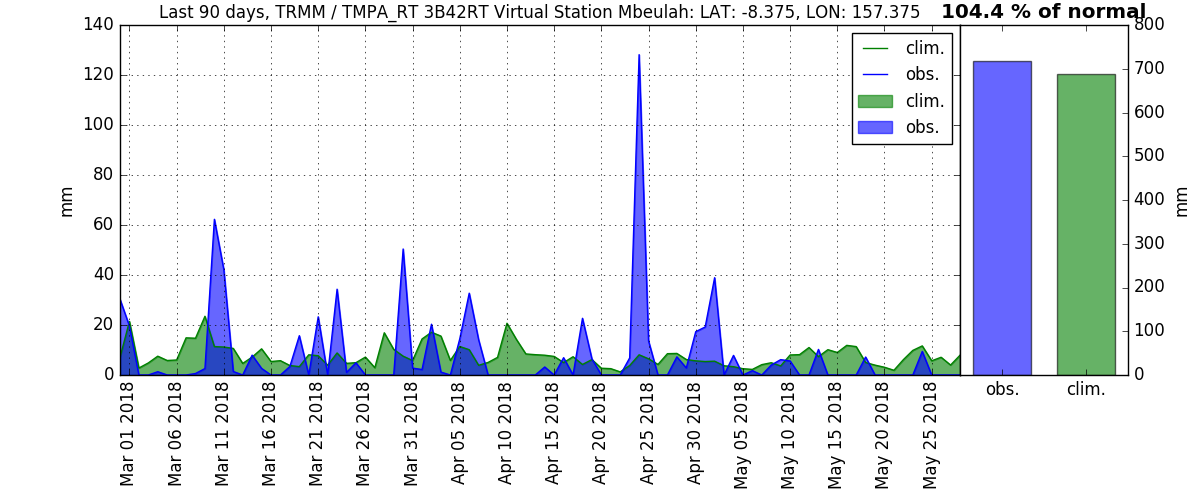 Last 90 days, TRMM / TMPA_RT 3B42RT Virtual Station Mbeulah: LAT: -8.375, LON: 157.375
104.4 % of normal
140
120
100
80
60
40
20
0
mm
clim.
obs.
clim.
obs.
Mar 01 2018
Mar 06 2018
Mar 11 2018
Mar 16 2018
Mar 21 2018
Mar 26 2018
Mar 31 2018
Apr 05 2018
Apr 10 2018
Apr 15 2018
Apr 20 2018
Apr 25 2018
Apr 30 2018
May 05 2018
May 10 2018
May 15 2018
May 20 2018
May 25 2018
800
700
600
500
400
300
200
100
0
mm
obs.
clim.